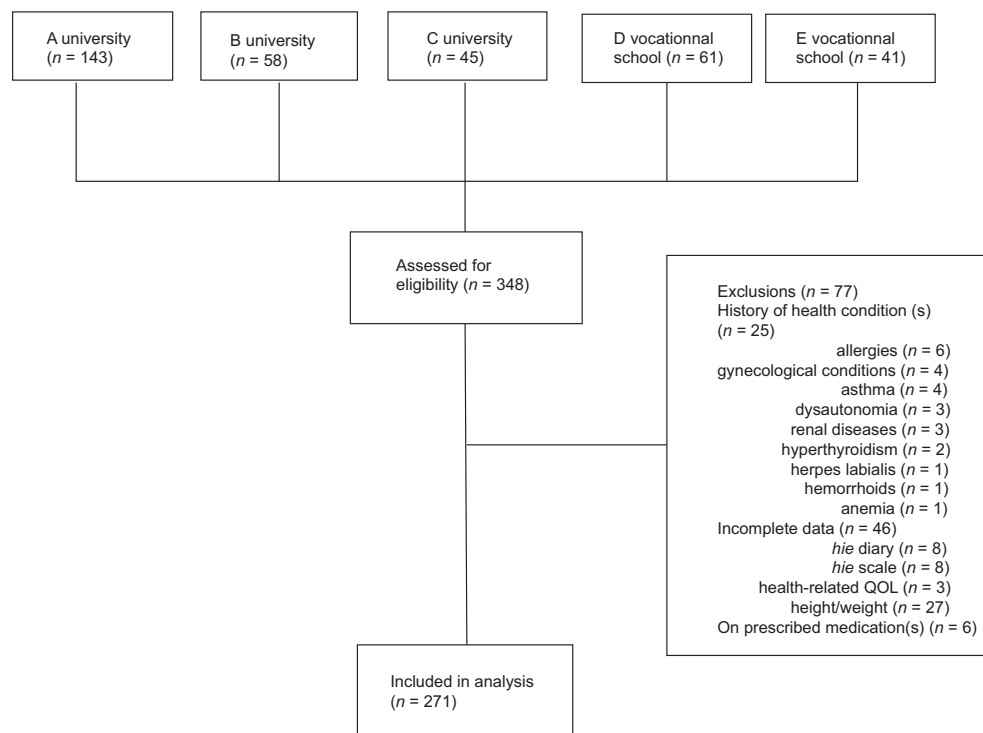 A university
(n = 143)
B university
(n = 58)
C university
(n = 45)
D vocationnal
school (n = 61)
E vocationnal
school (n = 41)
Assessed for
eligibility (n = 348)
Exclusions (n = 77)
History of health condition (s)
(n = 25)
allergies (n = 6)
gynecological conditions (n = 4)
asthma (n = 4)
dysautonomia (n = 3)
renal diseases (n = 3)
hyperthyroidism (n = 2)
herpes labialis (n = 1)
hemorrhoids (n = 1)
anemia (n = 1)
Incomplete data (n = 46)
hie diary (n = 8)
hie scale (n = 8)
health-related QOL (n = 3)
height/weight (n = 27)
On prescribed medication(s) (n = 6)
Included in analysis
(n = 271)